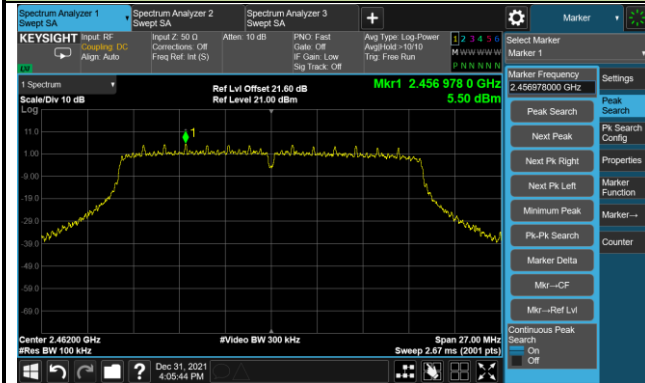 Spectrum Analyzer 1
Swept SA
Spectrum Analyzer 2
Swept SA
Spectrum Analyzer 3
Swept SA
+
Marker
KEYSIGHT
Input: RF
Coupling: DC
Align: Auto
Input Z: 50 Ω
Corrections: Off
Freq Ref: Int (S)
Atten: 10 dB
PNO: Fast
Gate: Off
IF Gain: Low
Sig Track: Off
Avg Type: Log-Power
Avg|Hold:>10/10
Trig: Free Run
1 2 3 4 5 6
M W W W W W
P N N N N N
Select Marker
Marker 1
1 Spectrum
Scale/Div 10 dB
Log
Ref Lvl Offset 21.60 dB
Ref Level 21.00 dBm
Mkr1 2.456 978 0 GHz
5.50 dBm
11.0
1.00
-9.00
-19.0
-29.0
-39.0
-49.0
-59.0
-69.0
1
Center 2.46200 GHz
#Res BW 100 kHz
#Video BW 300 kHz
Span 27.00 MHz
Sweep 2.67 ms (2001 pts)
Marker Frequency
2.456978000 GHz
Peak Search
Next Peak
Next Pk Right
Next Pk Left
Minimum Peak
Pk-Pk Search
Marker Delta
Mkr→CF
Mkr→Ref Lvl
Continuous Peak
Search
On
Off
Settings
Peak
Search
Pk Search
Config
Properties
Marker
Function
Marker→
Counter
?
Dec 31, 2021
4:05:44 PM